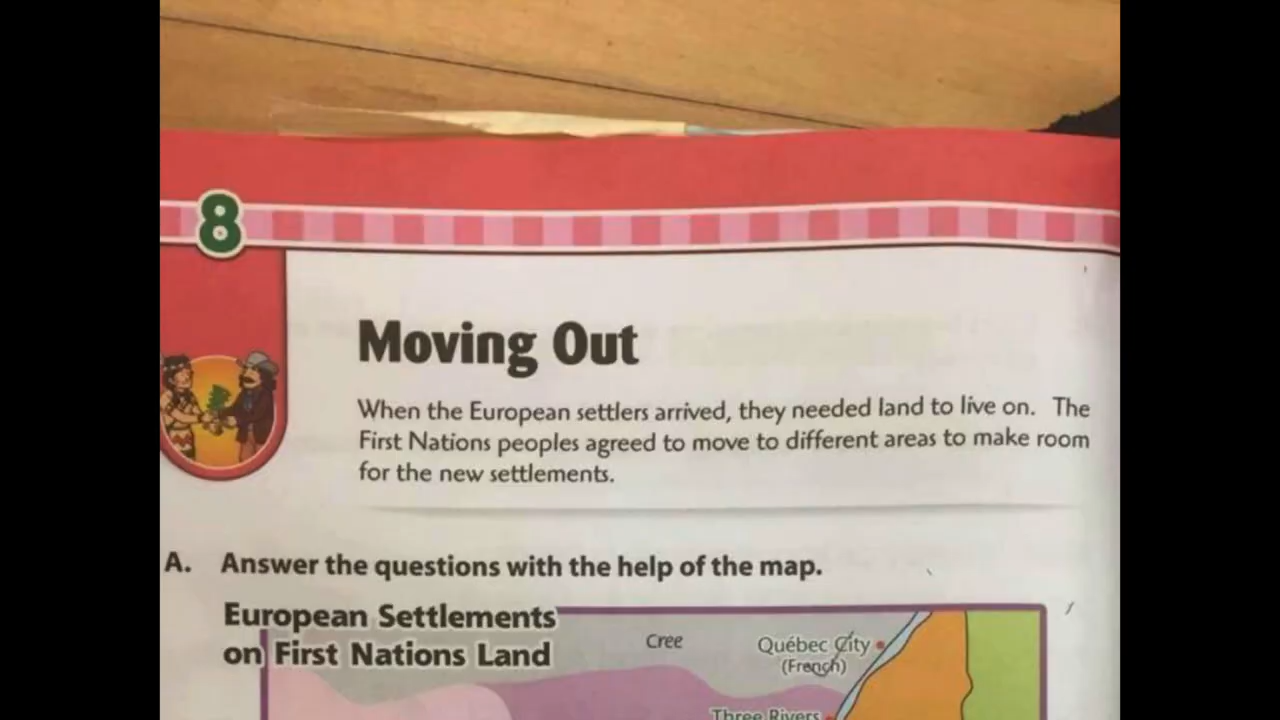 8
Moving Out
When the European settlers arrived, they needed land to live on. The
First Nations peoples agreed to move to different areas to make room
for the new settlements.
A. Answer the questions with the help of the map.
European Settlements
on First Nations Land
Cree
Québec City
(French)
Three Rivers